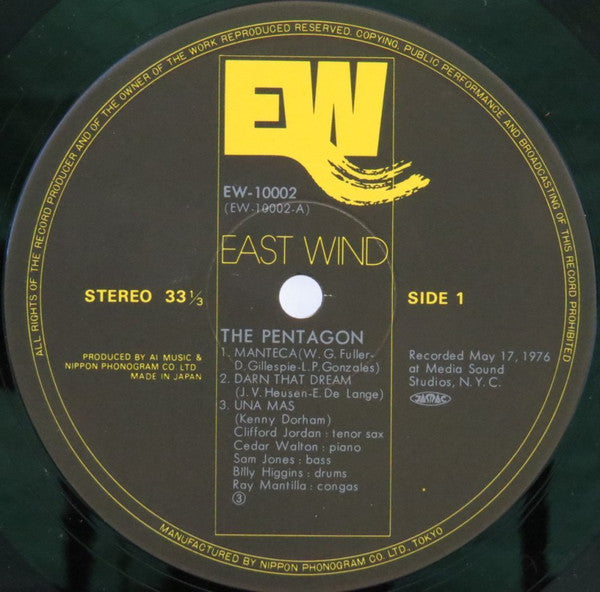 ALL RIGHTS OF THE RECORD PRODUCER AND OF THE OWNER OF THE WORK REPRODUCED RESERVED. COPYING, PUBLIC PERFORMANCE AND BROADCASTING OF THIS RECORD PROHIBITED
EW
EW-10002
(EW-10002-A)
EAST WIND
STEREO 33 1/3
SIDE 1
THE PENTAGON
1. MANTECA(W. G. Fuller-
D. Gillespie-L.P. Gonzales)
2. DARN THAT DREAM
(J. V. Heusen-E. De Lange)
3. UNA MAS
(Kenny Dorham)
Clifford Jordan : tenor sax
Cedar Walton : piano
Sam Jones : bass
Billy Higgins : drums
Ray Mantilla : congas
③
PRODUCED BY AI MUSIC &
NIPPON PHONOGRAM CO LTD
MADE IN JAPAN
Recorded May 17, 1976
at Media Sound
Studios, N.Y.C.
JASRAC
MANUFACTURED BY NIPPON PHONOGRAM CO. LTD., TOKYO